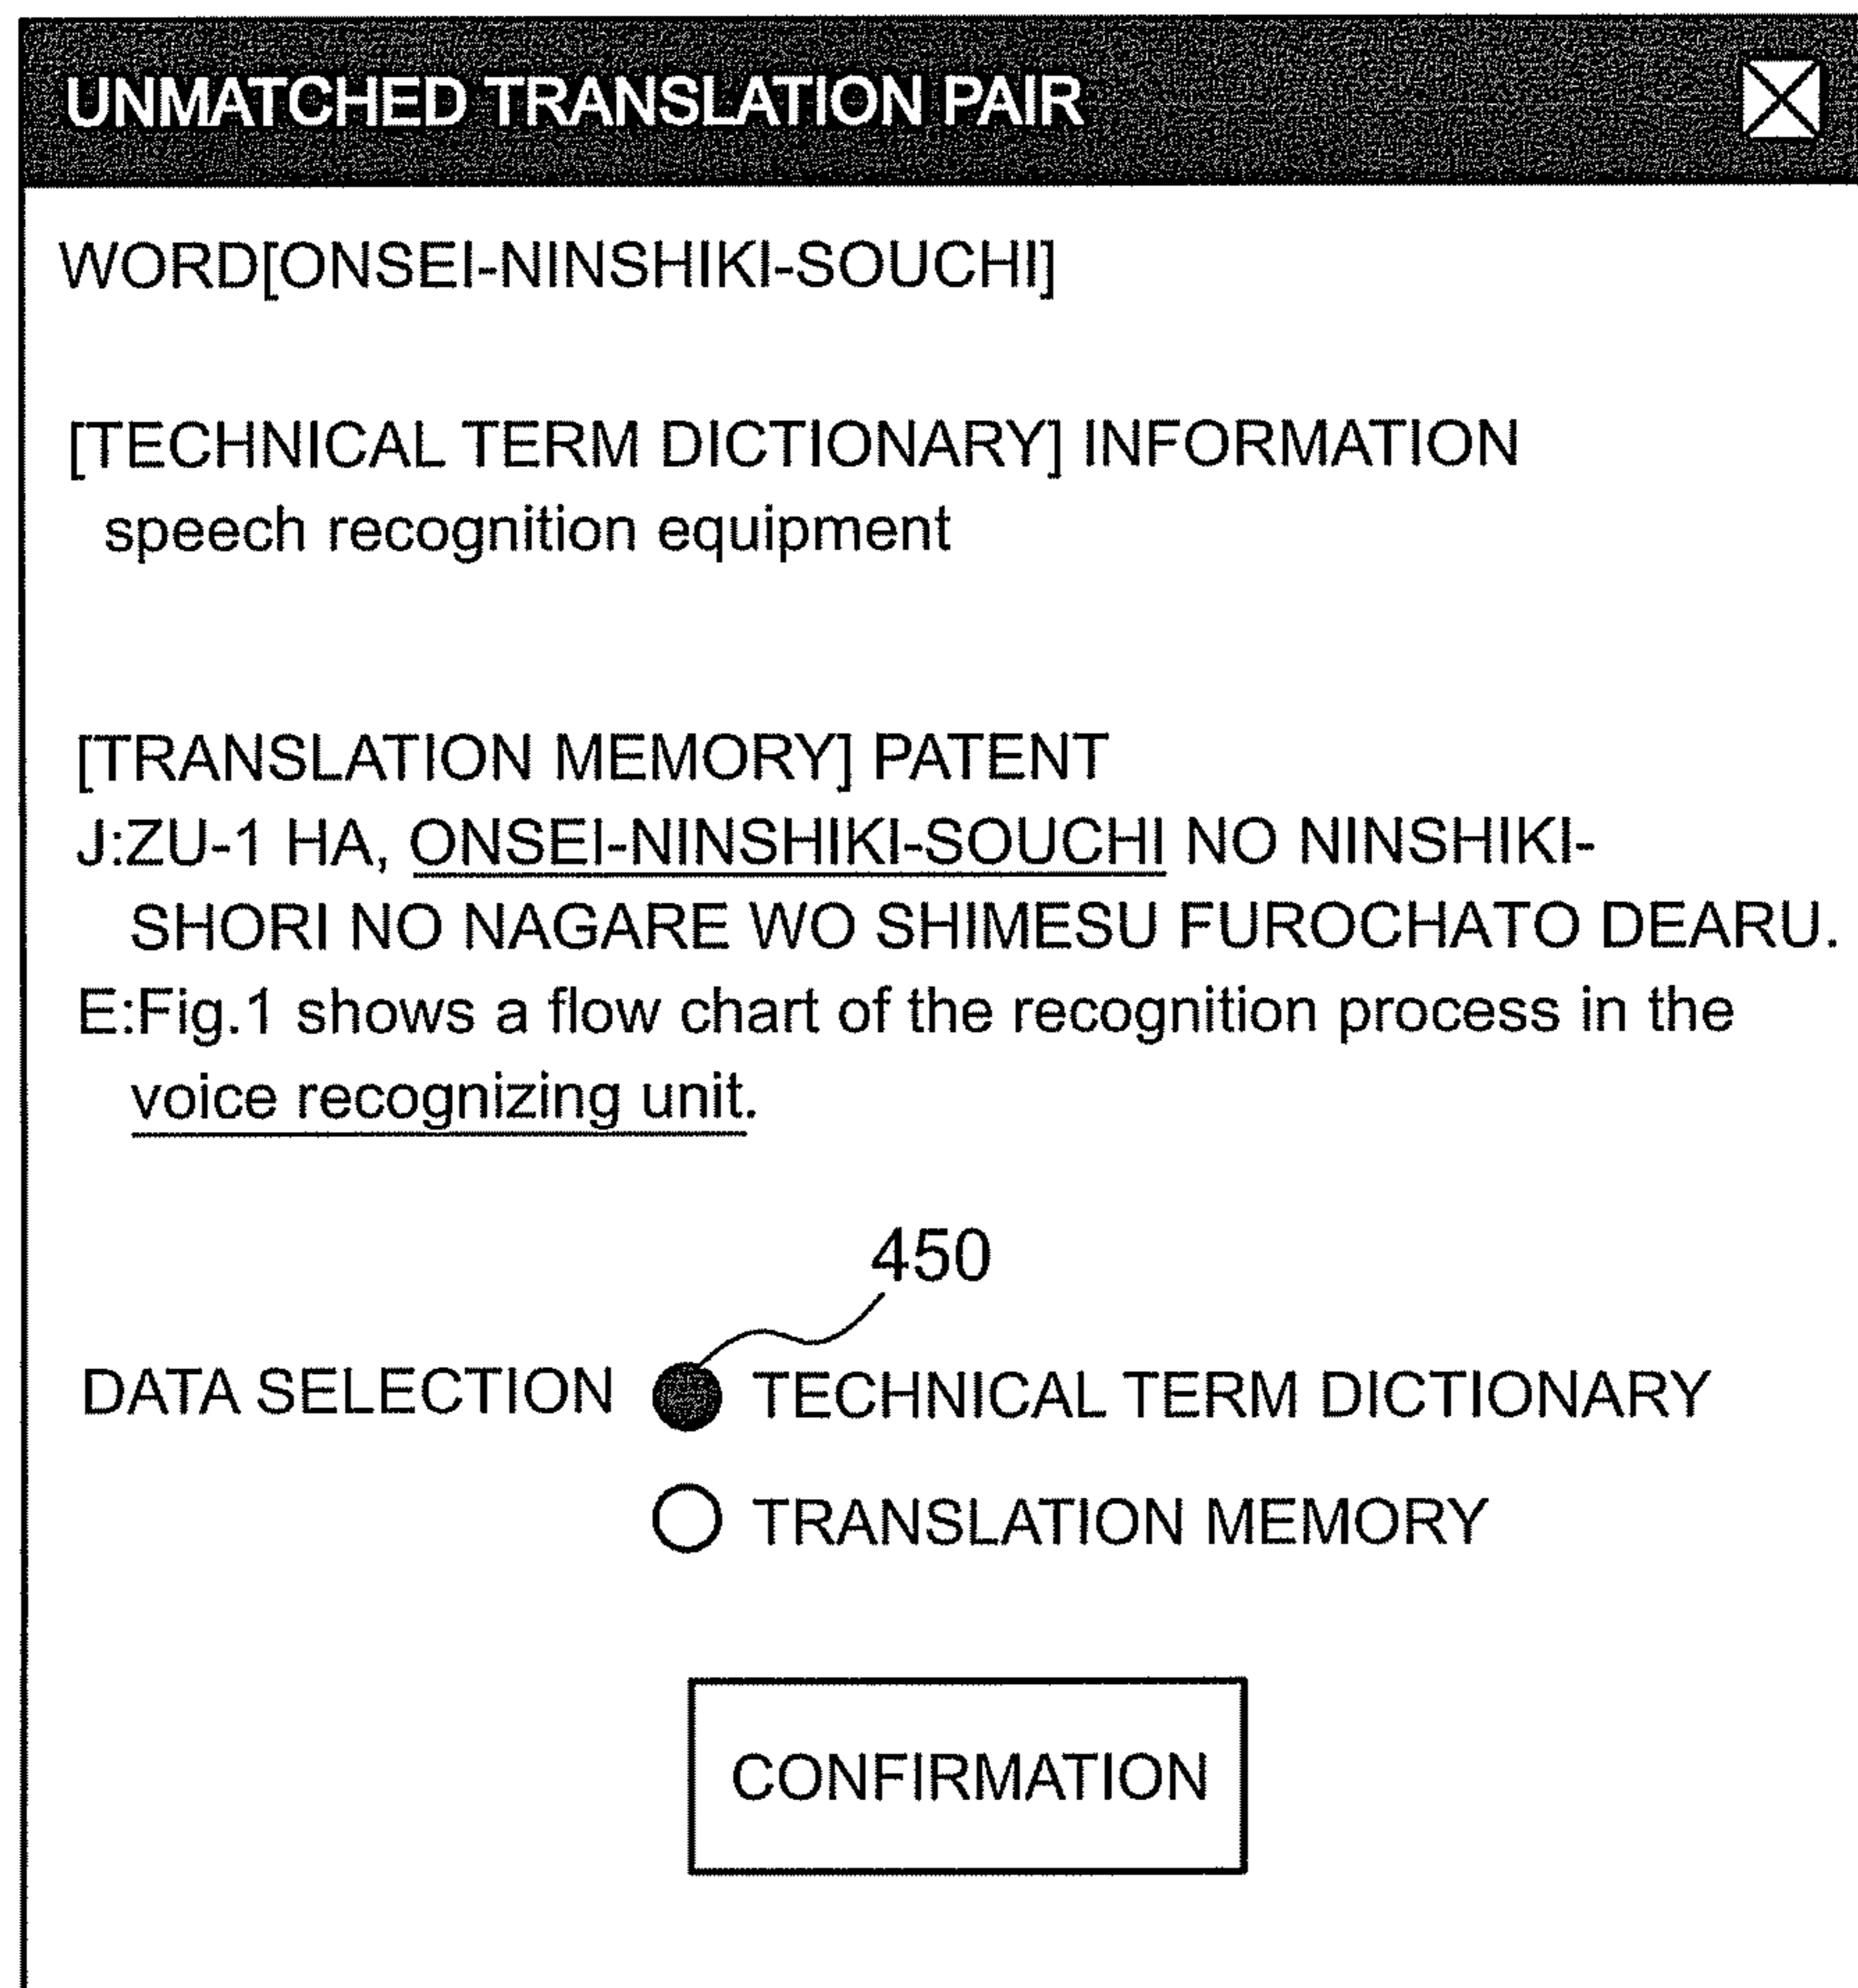 UNMATCHED TRANSLATION PAIR
WORD[ONSEI-NINSHIKI-SOUCHI]
[TECHNICAL TERM DICTIONARY] INFORMATION
speech recognition equipment
[TRANSLATION MEMORY] PATENT
J:ZU-1 HA, ONSEI-NINSHIKI-SOUCHI NO NINSHIKI-
SHORI NO NAGARE WO SHIMESU FUROCHATO DEARU.
E:Fig.1 shows a flow chart of the recognition process in the
voice recognizing unit.
450
DATA SELECTION TECHNICAL TERM DICTIONARY
TRANSLATION MEMORY
CONFIRMATION